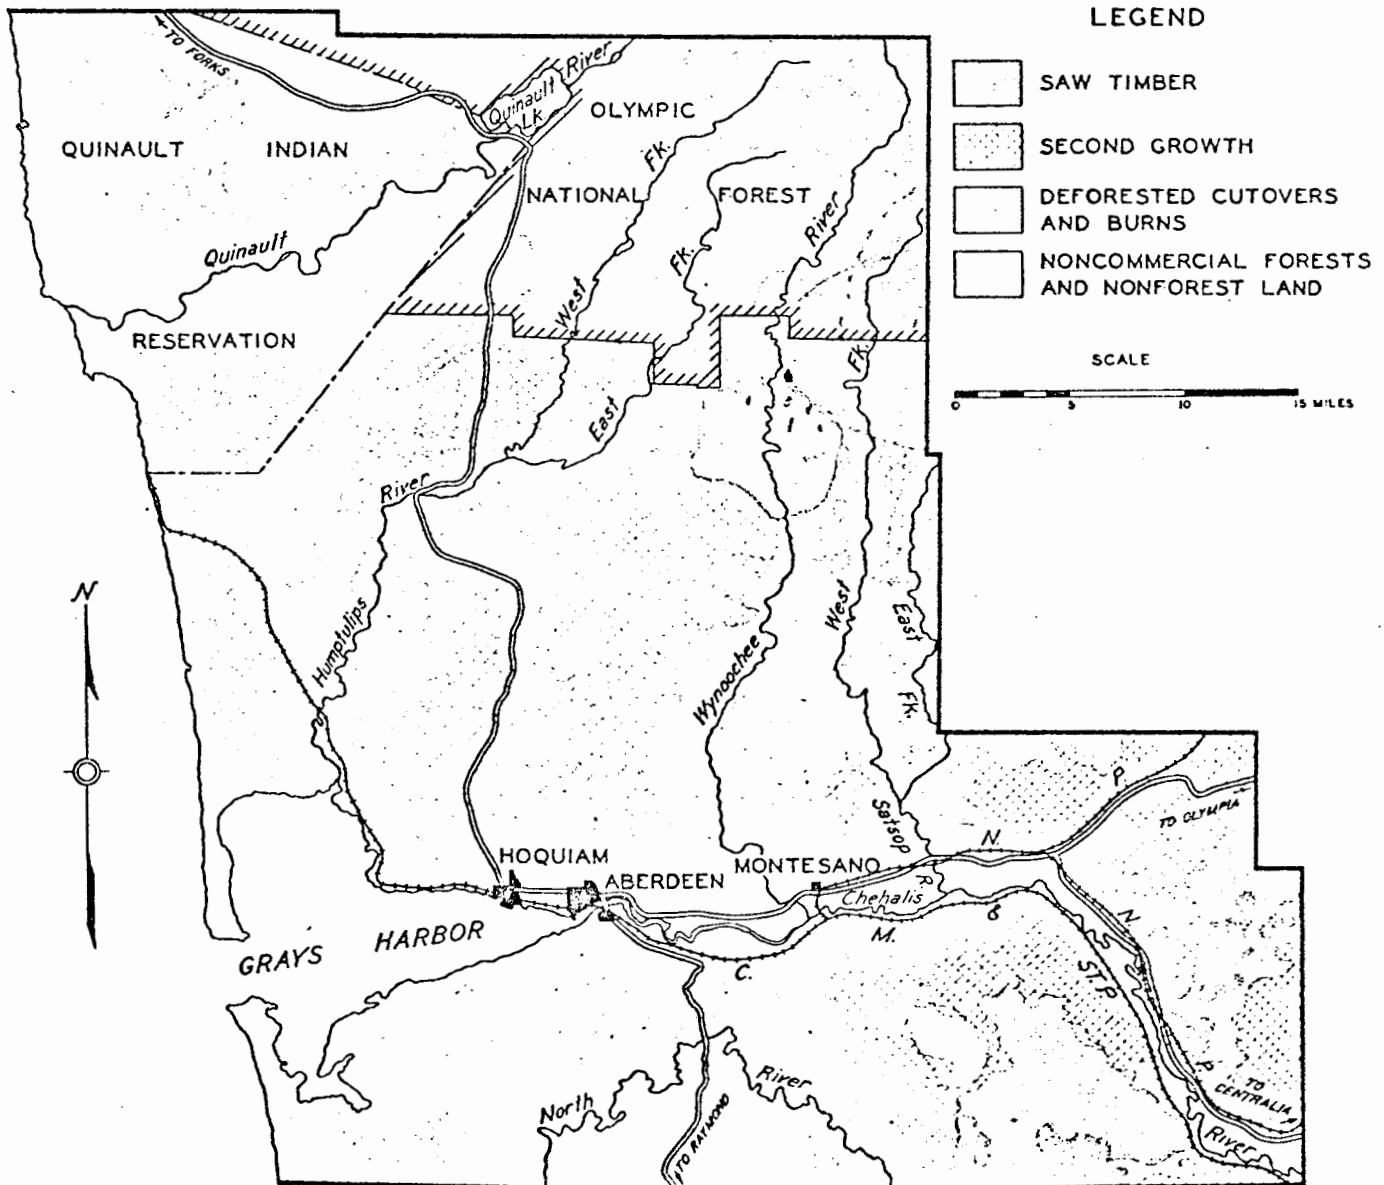 LEGEND
SAW TIMBER
SECOND GROWTH
DEFORESTED CUTOVERS
AND BURNS
NONCOMMERCIAL FORESTS
AND NONFOREST LAND
SCALE
0 5 10 15 MILES
TO FORKS
Quinault
Lk.
River
OLYMPIC
NATIONAL FOREST
QUINAULT INDIAN
RESERVATION
Quinault
West
Fk.
East
Fk.
River
River
Humptulips
N
Wynoochee
West
Fk.
East
Fk.
Satsop
R.
HOQUIAM
ABERDEEN
MONTESANO
Chehalis
GRAYS HARBOR
N. P.
TO OLYMPIA
C. M. & ST. P
N. P.
TO
CENTRALIA
River
North River
TO RAYMOND